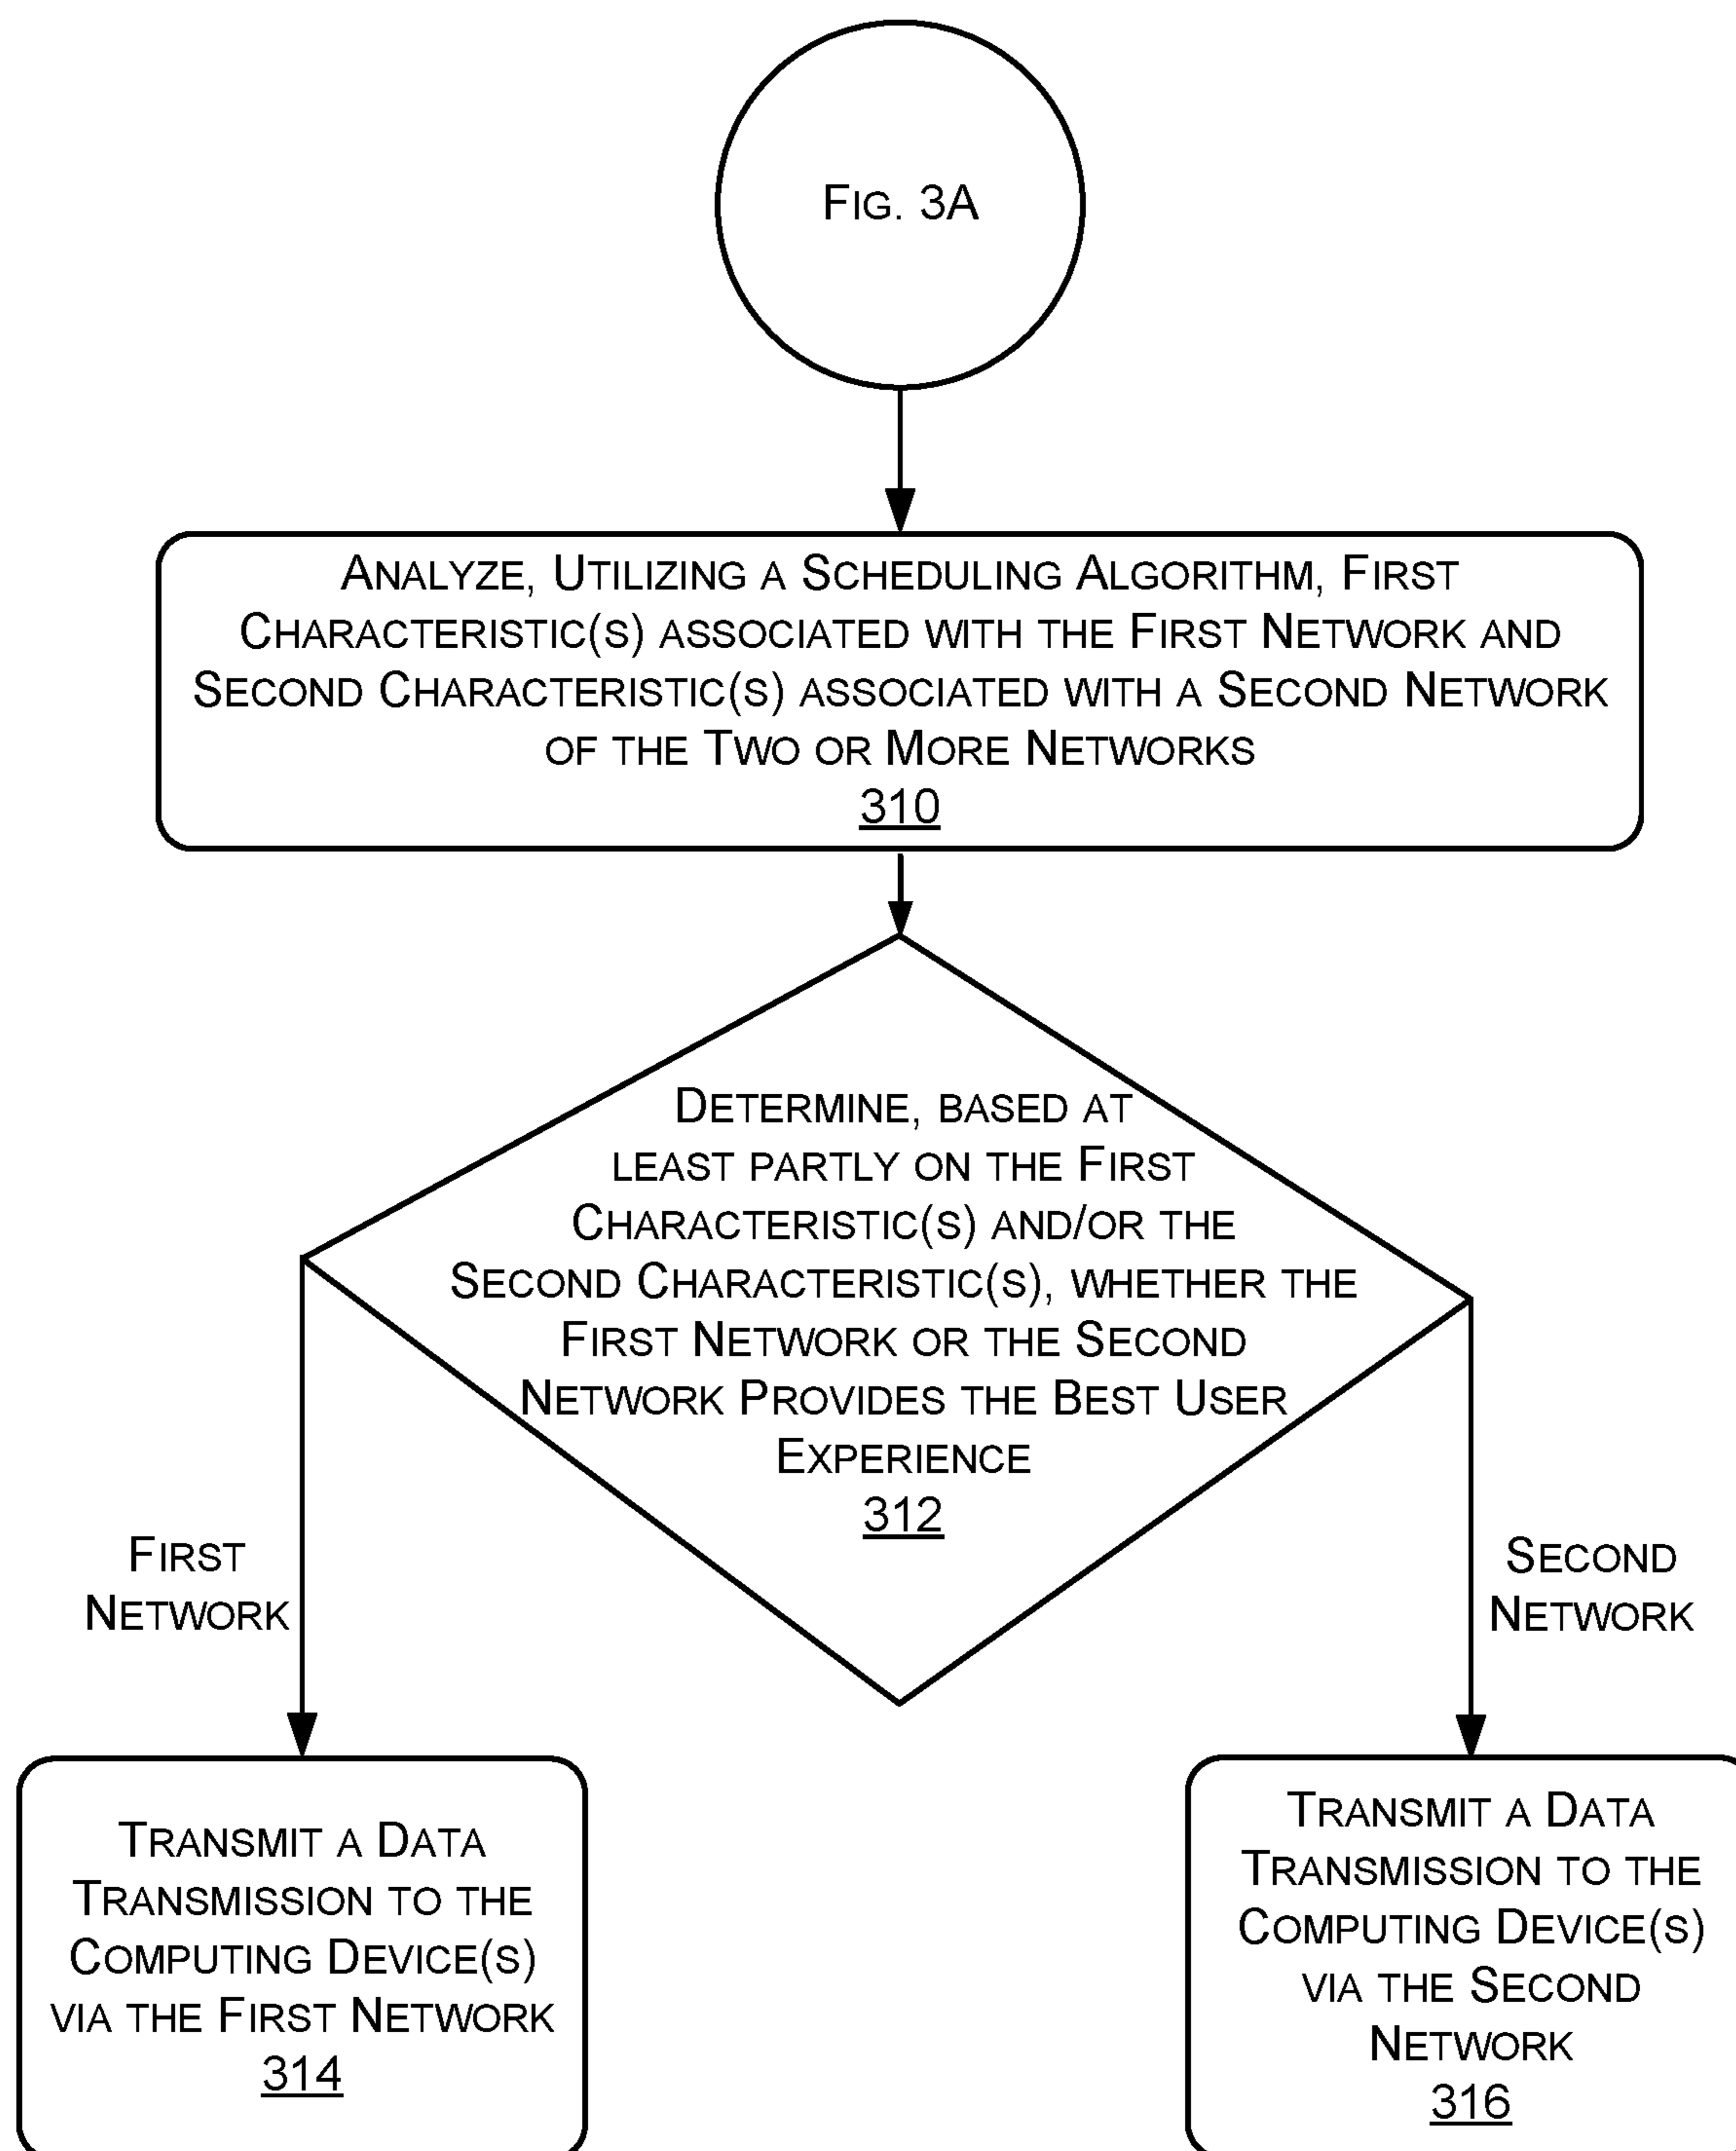 Fig. 3A
Analyze, Utilizing a Scheduling Algorithm, First
Characteristic(s) associated with the First Network and
Second Characteristic(s) associated with a Second Network
of the Two or More Networks
310
Determine, based at
least partly on the First
Characteristic(s) and/or the
Second Characteristic(s), whether the
First Network or the Second
Network Provides the Best User
Experience
312
First
Network
Second
Network
Transmit a Data
Transmission to the
Computing Device(s)
via the First Network
314
Transmit a Data
Transmission to the
Computing Device(s)
via the Second
Network
316